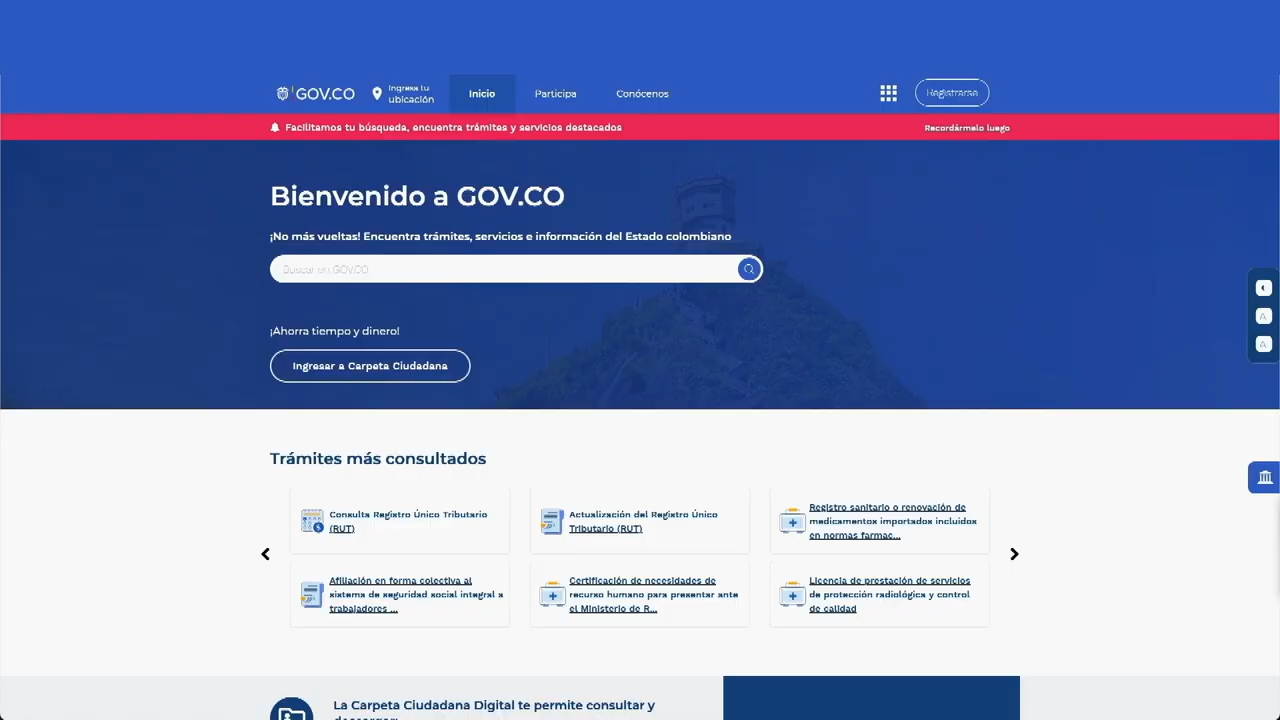 GOV.CO
Ingresa tu
ubicación
Inicio
Participa
Conócenos
Registrarse
Facilitamos tu búsqueda, encuentra trámites y servicios destacados
Recordármelo luego
Bienvenido a GOV.CO
¡No más vueltas! Encuentra trámites, servicios e información del Estado colombiano
Buscar en GOV.CO
¡Ahorra tiempo y dinero!
Ingresar a Carpeta Ciudadana
A
A
Trámites más consultados
Consulta Registro Único Tributario
(RUT)
Actualización del Registro Único
Tributario (RUT)
Registro sanitario o renovación de
medicamentos importados incluidos
en normas farmac...
Afiliación en forma colectiva al
sistema de seguridad social integral a
trabajadores ...
Certificación de necesidades de
recurso humano para presentar ante
el Ministerio de R...
Licencia de prestación de servicios
de protección radiológica y control
de calidad
La Carpeta Ciudadana Digital te permite consultar y
descargar: